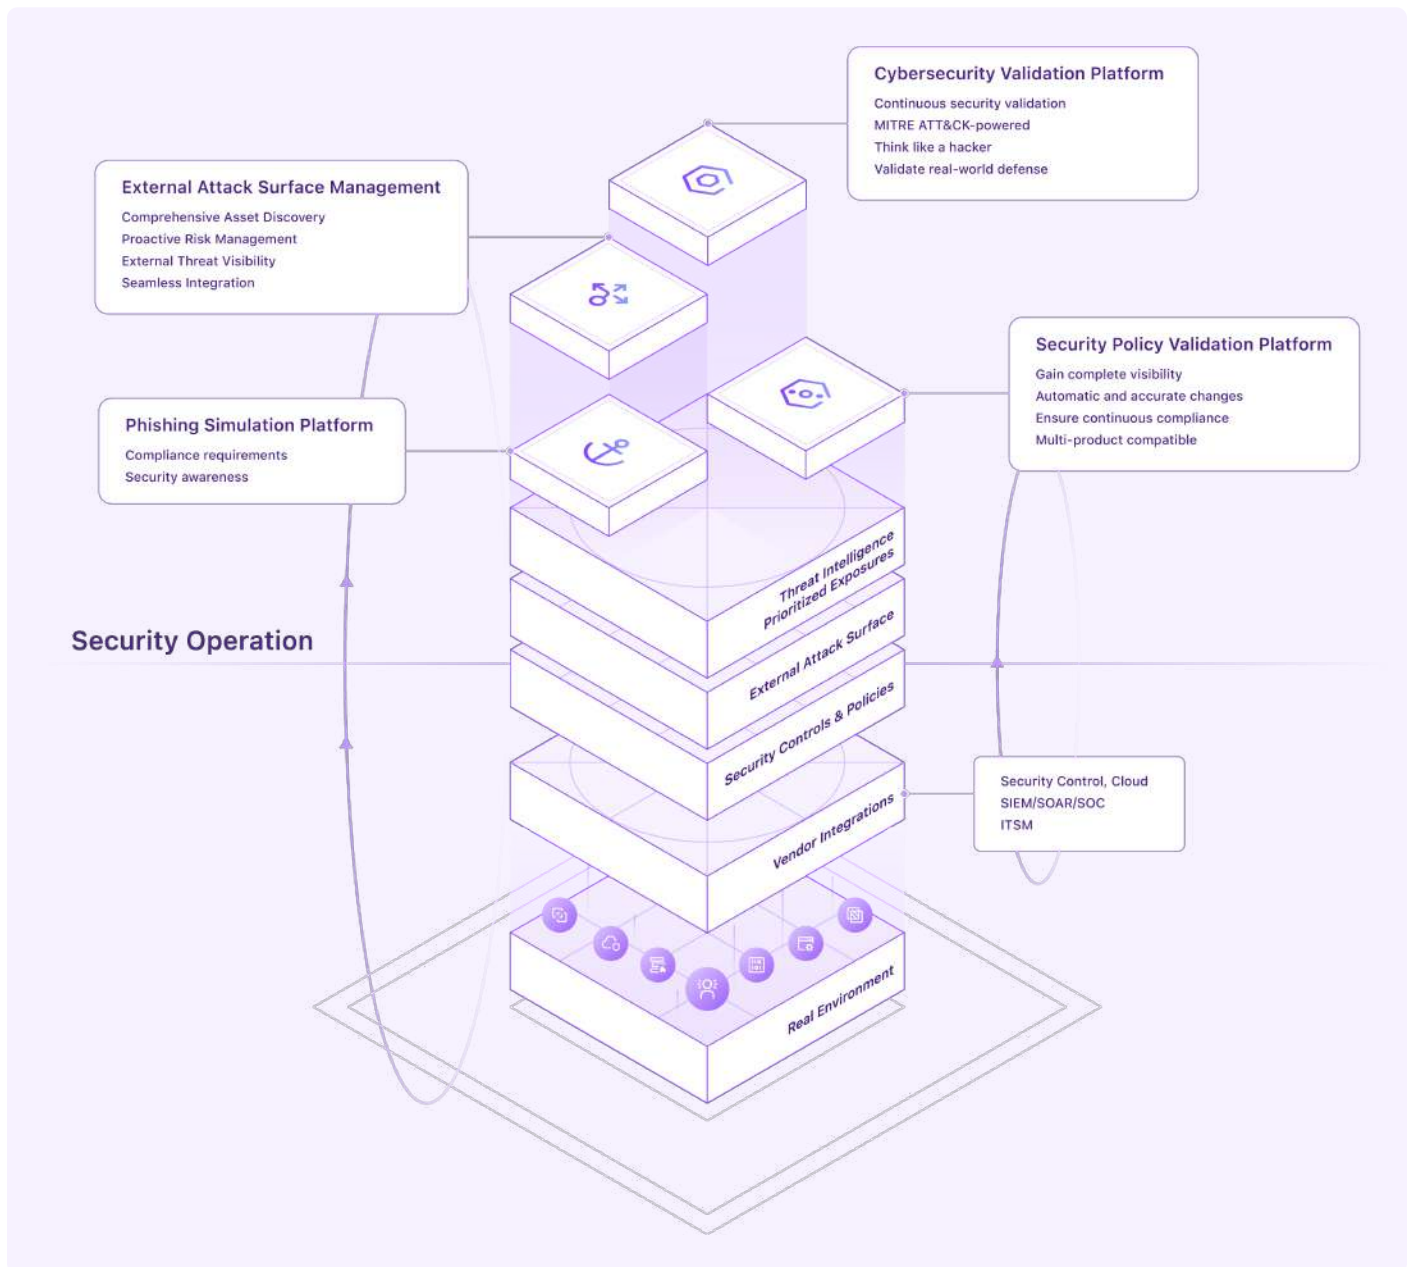 Cybersecurity Validation Platform
Continuous security validation
MITRE ATT&CK-powered
Think like a hacker
Validate real-world defense
External Attack Surface Management
Comprehensive Asset Discovery
Proactive Risk Management
External Threat Visibility
Seamless Integration
Security Policy Validation Platform
Gain complete visibility
Automatic and accurate changes
Ensure continuous compliance
Multi-product compatible
Phishing Simulation Platform
Compliance requirements
Security awareness
Threat Intelligence
Prioritized Exposures
External Attack Surface
Security Operation
Security Controls & Policies
Vendor Integrations
Security Control, Cloud
SIEM/SOAR/SOC
ITSM
Real Environment